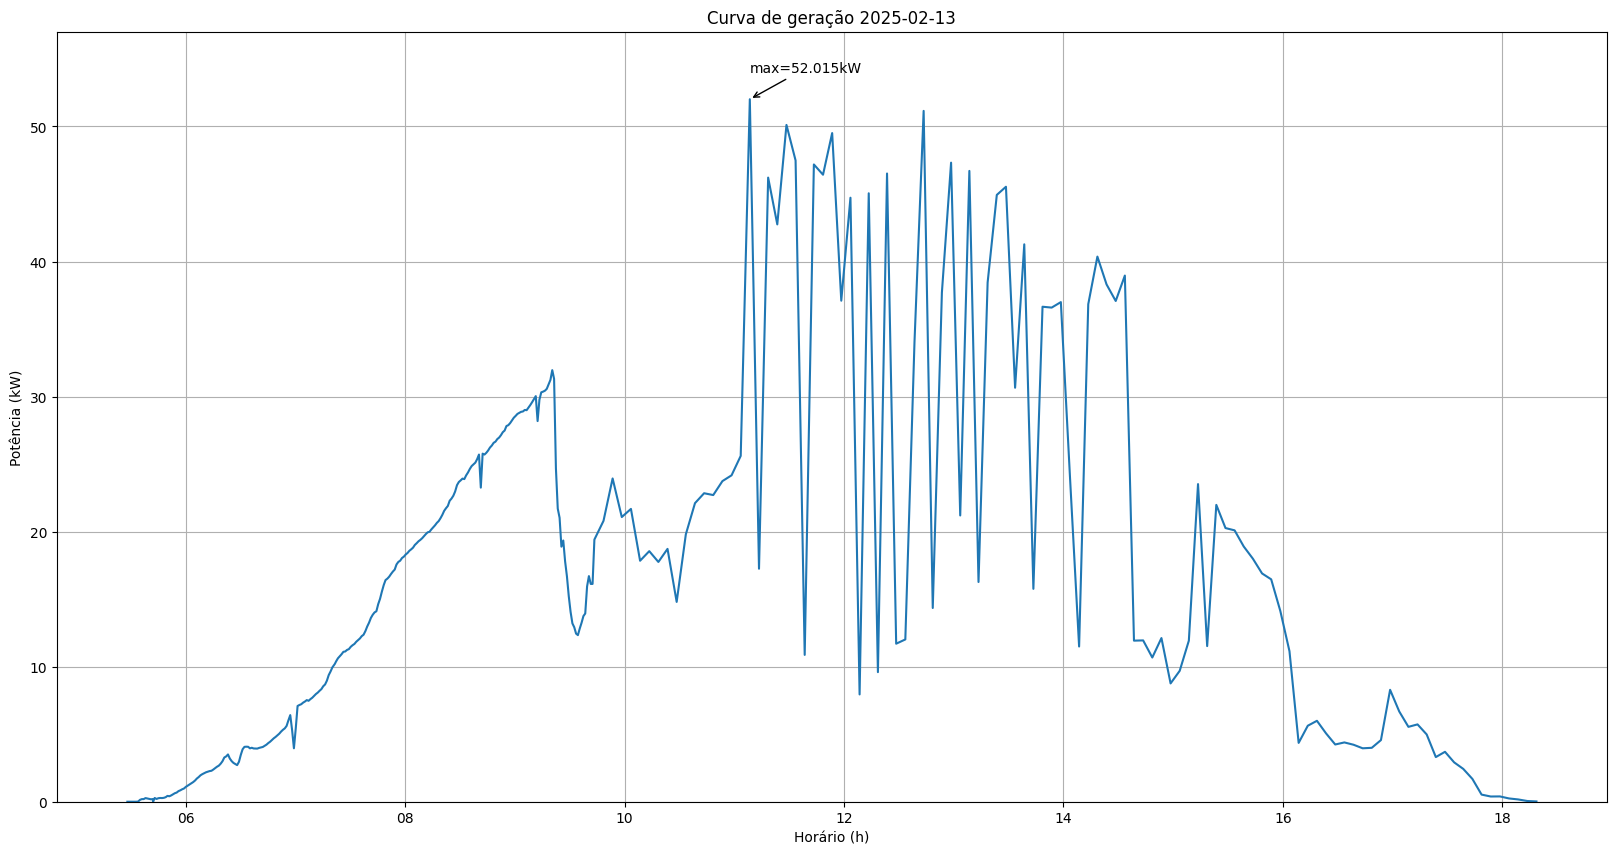 Curva de geração 2025-02-13
max=52.015kW
50
40
30
20
10
0
Potência (kW)
06 08 10 12 14 16 18
Horário (h)